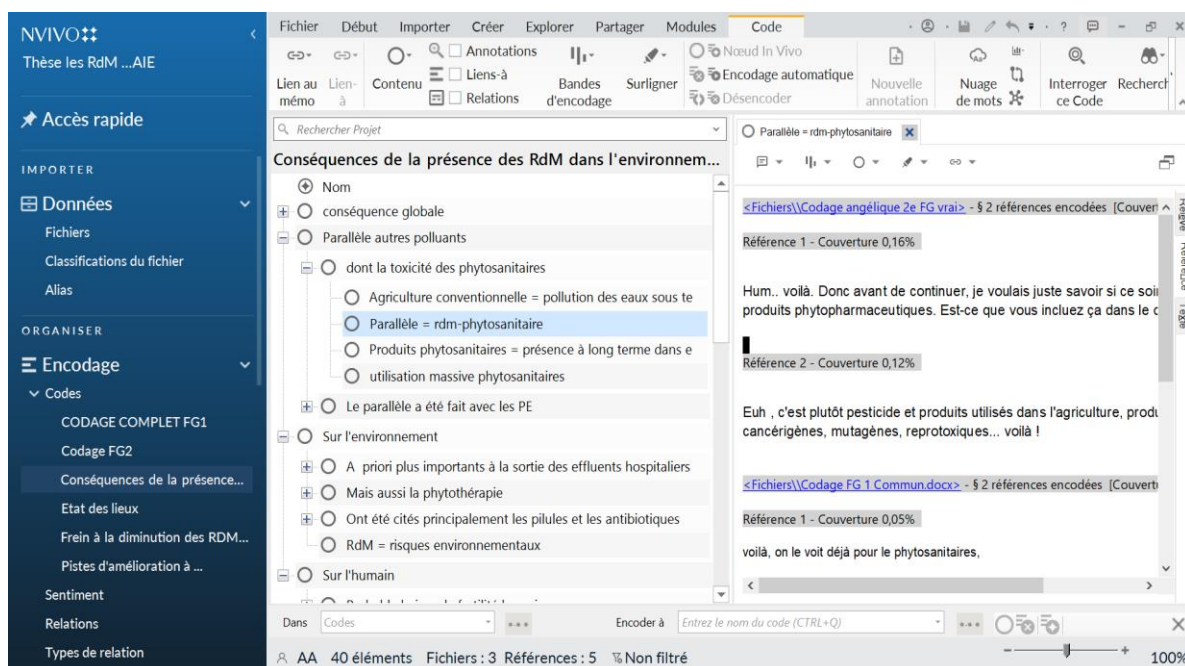 NVIVO
Thèse les RdM ...AIE
Accès rapide
IMPORTER
Données
Fichiers
Classifications du fichier
Alias
ORGANISER
Encodage
Codes
CODAGE COMPLET FG1
Codage FG2
Conséquences de la présence...
Etat des lieux
Frein à la diminution des RDM...
Pistes d'amélioration à ...
Sentiment
Relations
Types de relation
Fichier Début Importer Créer Explorer Partager Modules Code
Lien au mémo
Lien-à
Contenu
Annotations
Liens-à
Relations
Bandes d'encodage
Surligner
Nœud In Vivo
Encodage automatique
Désencoder
Nouvelle annotation
Nuage de mots
Interroger ce Code
Recherch
Rechercher Projet
Conséquences de la présence des RdM dans l'environnem...
Nom
conséquence globale
Parallèle autres polluants
dont la toxicité des phytosanitaires
Agriculture conventionelle = pollution des eaux sous te
Parallèle = rdm-phytosanitaire
Produits phytosanitaires = présence à long terme dans e
utilisation massive phytosanitaires
Le parallèle a été fait avec les PE
Sur l'environnement
A priori plus importants à la sortie des effluents hospitaliers
Mais aussi la phytothérapie
Ont été cités principalement les pilules et les antibiotiques
RdM = risques environnementaux
Sur l'humain
Parallèle = rdm-phytosanitaire
<Fichiers\\Codage angélique 2e FG vrai> - § 2 références encodées [Couvert
Référence 1 - Couverture 0,16%
Hum.. voilà. Donc avant de continuer, je voulais juste savoir si ce soi
produits phytopharmaceutiques. Est-ce que vous incluez ça dans le c
Référence 2 - Couverture 0,12%
Euh , c'est plutôt pesticide et produits utilisés dans l'agriculture, produ
cancérigènes, mutagènes, reprotoxiques... voilà !
<Fichiers\\Codage FG 1 Commun.docx> - § 2 références encodées [Couvert
Référence 1 - Couverture 0,05%
voilà, on le voit déjà pour le phytosanitaires,
Relevé
Référence
Texte
Dans Codes Encoder à Entrez le nom du code (CTRL+Q)
AA 40 éléments Fichiers : 3 Références : 5 Non filtré 100%